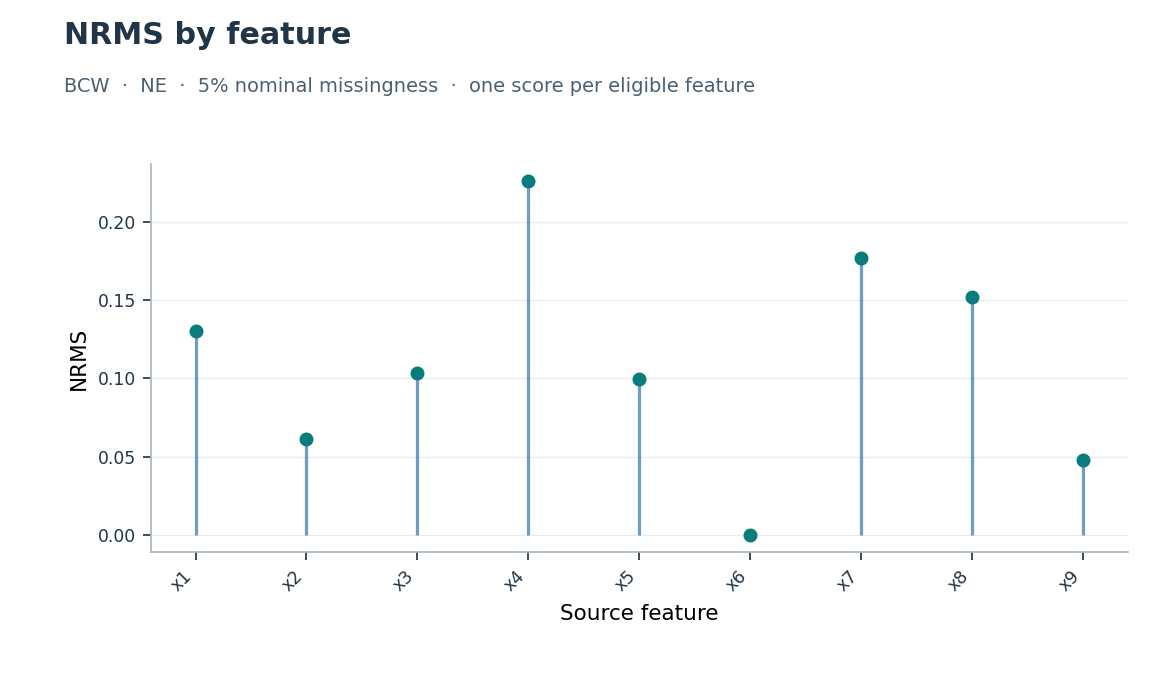 NRMS by feature
BCW · NE · 5% nominal missingness · one score per eligible feature
NRMS
0.20
0.15
0.10
0.05
0.00
x1 x2 x3 x4 x5 x6 x7 x8 x9
Source feature